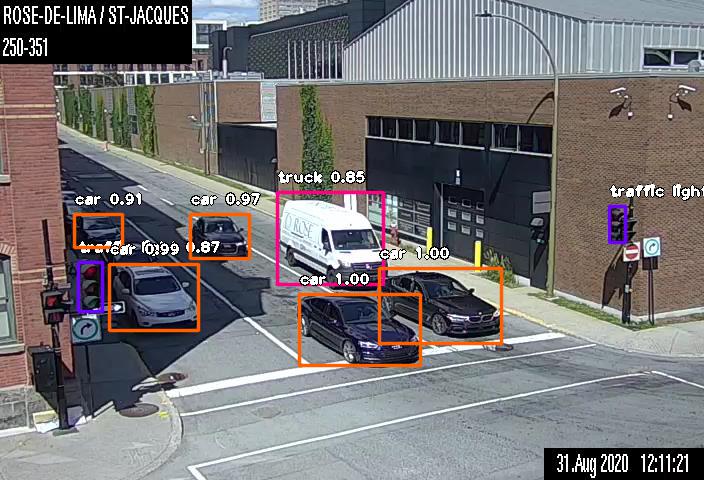 ROSE-DE-LIMA / ST-JACQUES
250-351
truck 0.85
car 0.91
car 0.97
traffic light
car 0.99
0.87
car 1.00
car 1.00
ROSE
31.Aug 2020 12:11:21